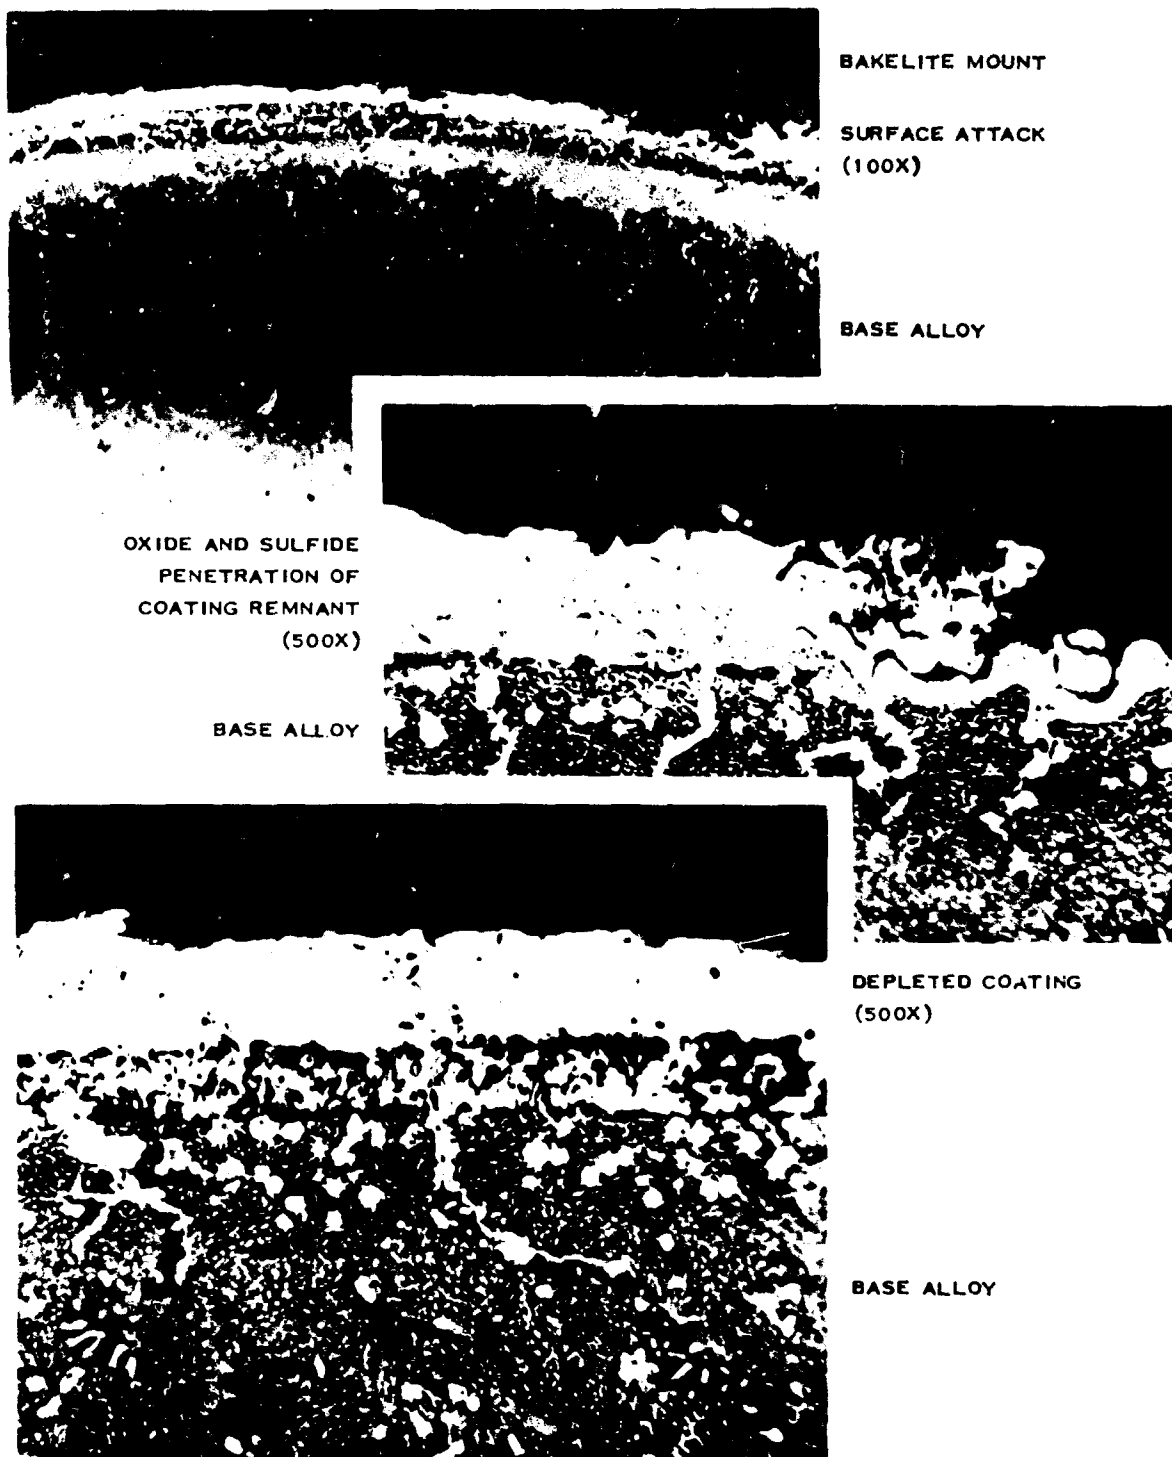 BAKELITE MOUNT
SURFACE ATTACK
(100X)
BASE ALLOY
OXIDE AND SULFIDE
PENETRATION OF
COATING REMNANT
(500X)
BASE ALLOY
DEPLETED COATING
(500X)
BASE ALLOY